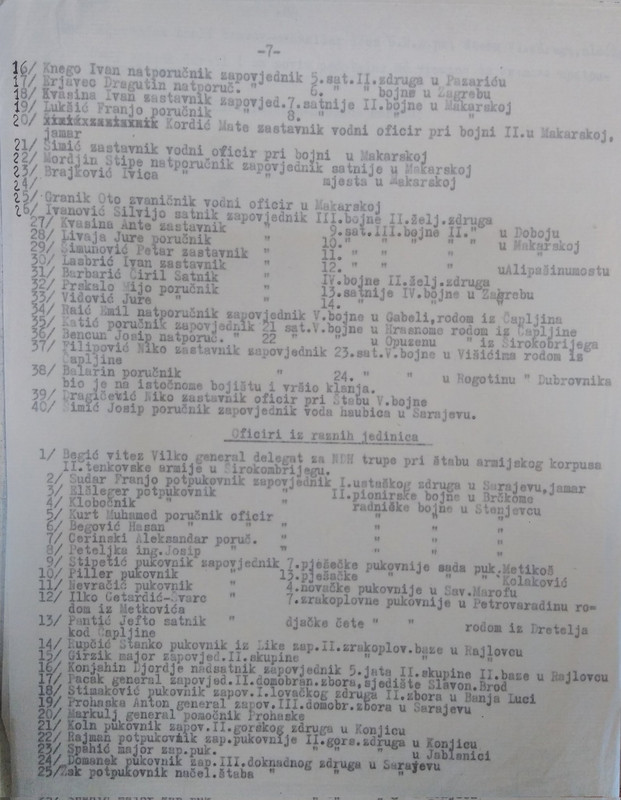 -7-
16/ Knego Ivan natporučnik zapovjednik 5.sat.II.zdruga u Pazariću
17/ Erjavec Dragutin natporuč. " 6. " " bojne u Zagrebu
18/ Kvasina Ivan zastavnik zapovjed.7.satnije II.bojne u Makarskoj
19/ Lukšić Franjo poručnik " 8. " " "
20/ Kordić Mate zastavnik vodni oficir pri bojni II.u Makarskoj,
jamar
21/ Šimić zastavnik vodni oficir pri bojni u Makarskoj
22/ Mordjin Stipe natporučnik zapovjednik satnije u Makarskoj
23/ Brajković Ivica " " mjesta u Makarskoj
24/
25/ Granik Oto zvaničnik vodni oficir u Makarskoj
26/ Ivanović Silvijo satnik zapovjednik III.bojne II.želj.zdruga
27/ Kvasina Ante zastavnik " 9.sat.III.bojne II." u Doboju
28/ Livaja Jure poručnik " 10. " " " u Makarskoj
29/ Šimunović Petar zastavnik " 11. " " "
30/ Lasbrić Ivan zastavnik " 12. " " " uAlipašinumostu
31/ Barbarić Ćiril Satnik " IV.bojne II.želj.zdruga
32/ Prskalo Mijo poručnik " 13.satnije IV.bojne u Zagrebu
33/ Vidović Jure " " 14. " " "
34/ Raić Emil natporučnik zapovjednik V.bojne u Gabeli,rodom iz Čapljina
35/ Katić poručnik zapovjednik 21 sat.V.bojne u Krasnome rodom iz Čapljine
36/ Bencun Josip natporuč. " 22 " " u Opuzenu " iz Širokobrijega
37/ Filipović Niko zastavnik zapovjednik 23.sat.V.bojne u Višićima rodom iz
Čapljine
38/ Balarin poručnik " 24. " " u Rogotinu " Dubrovnika
bio je na istočnome bojištu i vršio klanja.
39/ Dragičević Niko zastavnik oficir pri Štabu V.bojne
40/ Šimić Josip poručnik zapovjednik voda haubica u Sarajevu.
Oficiri iz raznih jedinica
1/ Begić vitez Vilko general delegat za NDH trupe pri štabu armijskog korpusa
II.tenkovske armije u Širokombrijegu.
2/ Sudar Franjo potpukovnik zapovjednik I.ustaškog zdruga u Sarajevu,jamar
3/ Šläleger potpukovnik " II.pionirske bojne u Brčkome
4/ Klobočnik " " radničke bojne u Stenjevcu
5/ Kurt Muhamed poručnik oficir " " "
6/ Begović Hasan " " " " "
7/ Cerinski Aleksandar poruč. " " " "
8/ Peteljka ing.Josip " " " " "
9/ Stipetić pukovnik zapovjednik 7.pješačke pukovnije sada puk.Metikoš
10/ Piller pukovnik " 13.pješačke " " " Kolaković
11/ Nevračić pukovnik " 4.novačke pukovnije u Sav.Marofu
12/ Ilko Getardić-Švarc " 7.zrakoplovne pukovnije u Petrovaradinu ro-
dom iz Metkovića
13/ Pantić Jefto satnik " djačke čete " " rodom iz Dretelja
kod Čapljine
14/ Kupčić Stanko pukovnik iz Like zap.II.zrakoplov.baze u Rajlovcu
15/ Girzik major zapovjed.II.skupine " "
16/ Konjahin Djordje nadsatnik zapovjednik 5.jata II.skupine II.baze u Rajlovcu
17/ Pacak general zapovjed.II.domobran.zbora,sjedište Slavon.Brod
18/ Stimaković pukovnik zapov.I.lovačkog zdruga II.zbora u Banja Luci
19/ Prohaska Anton general zapov.III.domobr.zbora u Sarajevu
20/ Markulj general pomoćnik Prohaske
21/ Koln pukovnik zapov.II.gorskog zdruga u Konjicu
22/ Rajman potpukovnik zap.pukovnije II.gors.zdruga u Konjicu
23/ Spahić major zap.puk. " " " u Jablanici
24/ Domanek pukovnik zap.III.doknadnog zdruga u Sarajevu
25/Žak potpukovnik načel.štaba " " "